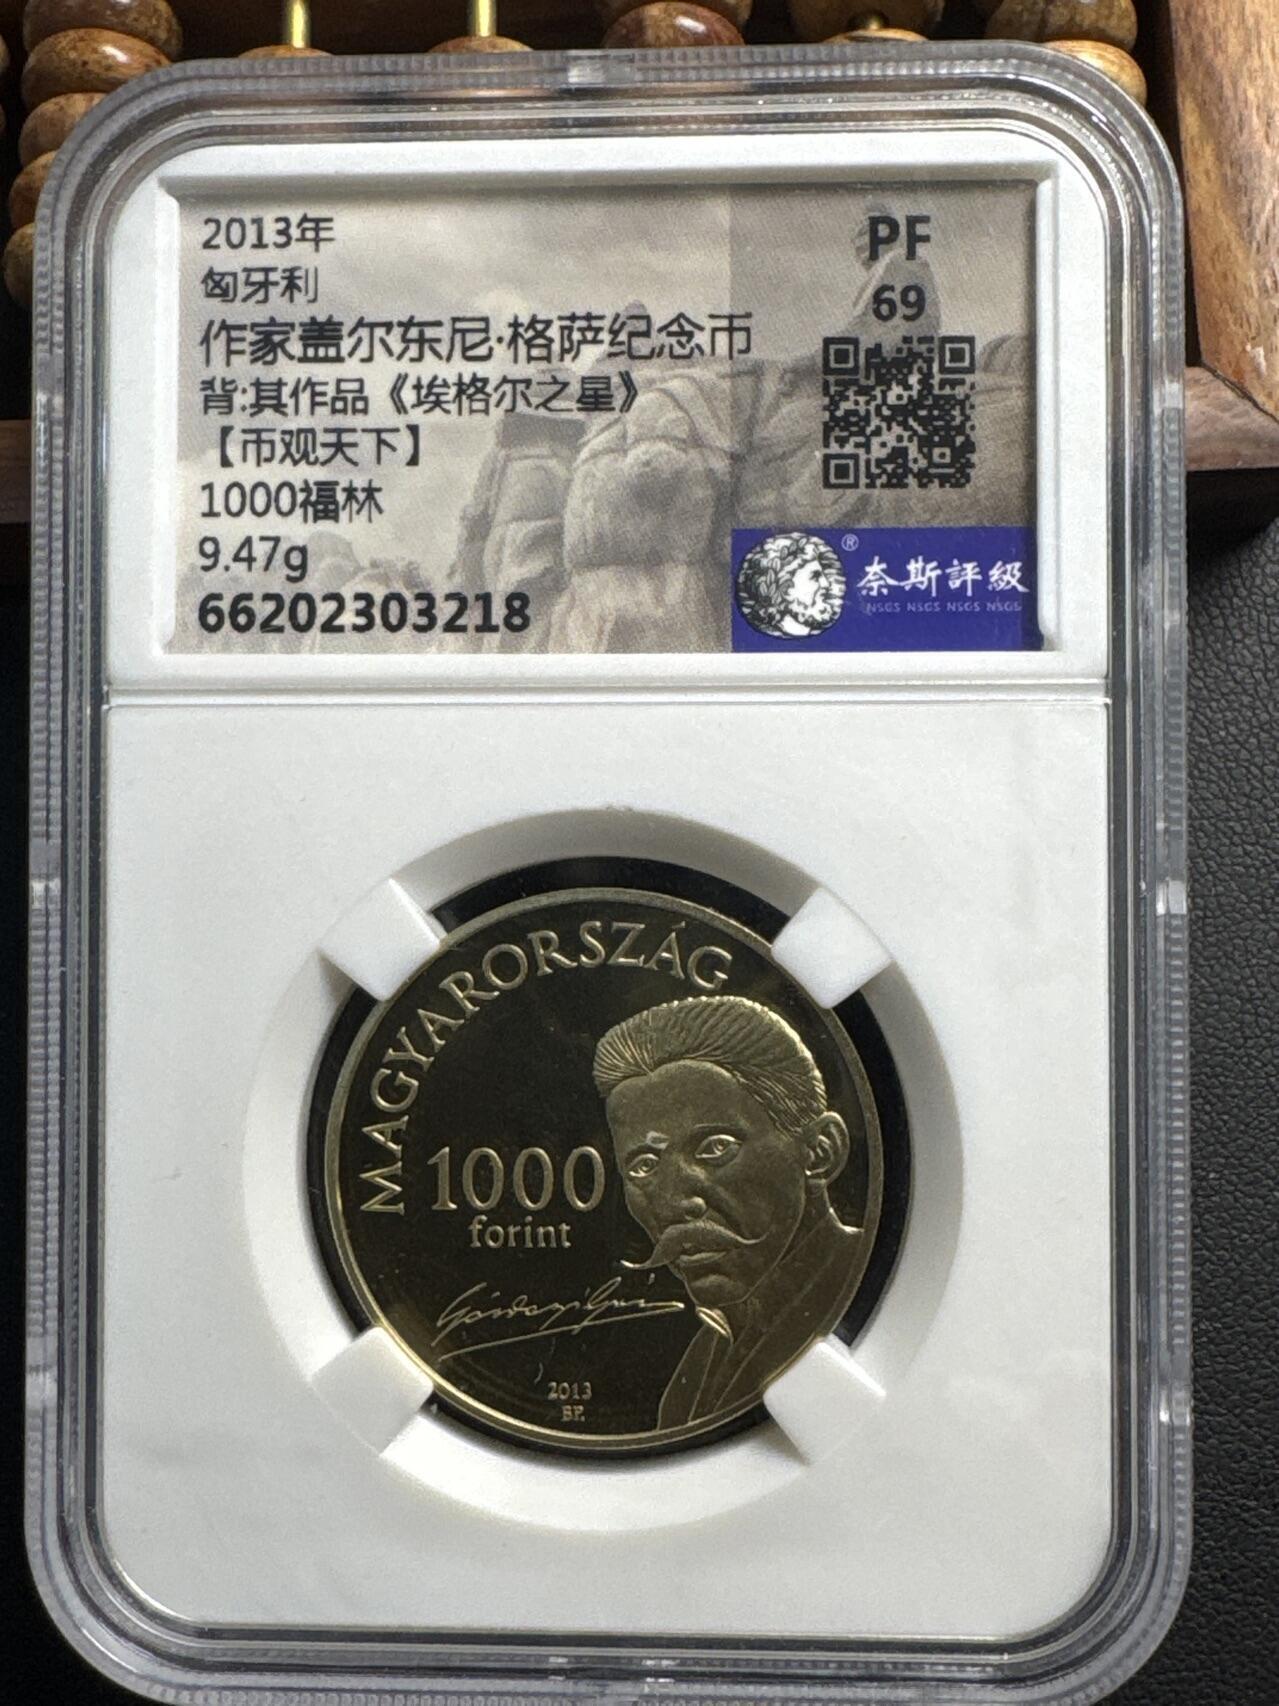 2013年
匈牙利
作家盖尔东尼·格萨纪念币
背:其作品《埃格尔之星》
【币观天下】
1000福林
9.47g
66202303218
PF
69
®
奈斯評級
NSGS NSGS NSGS NSGS
MAGYARORSZÁG
1000
forint
Gárdonyi Géza
2013
BP.